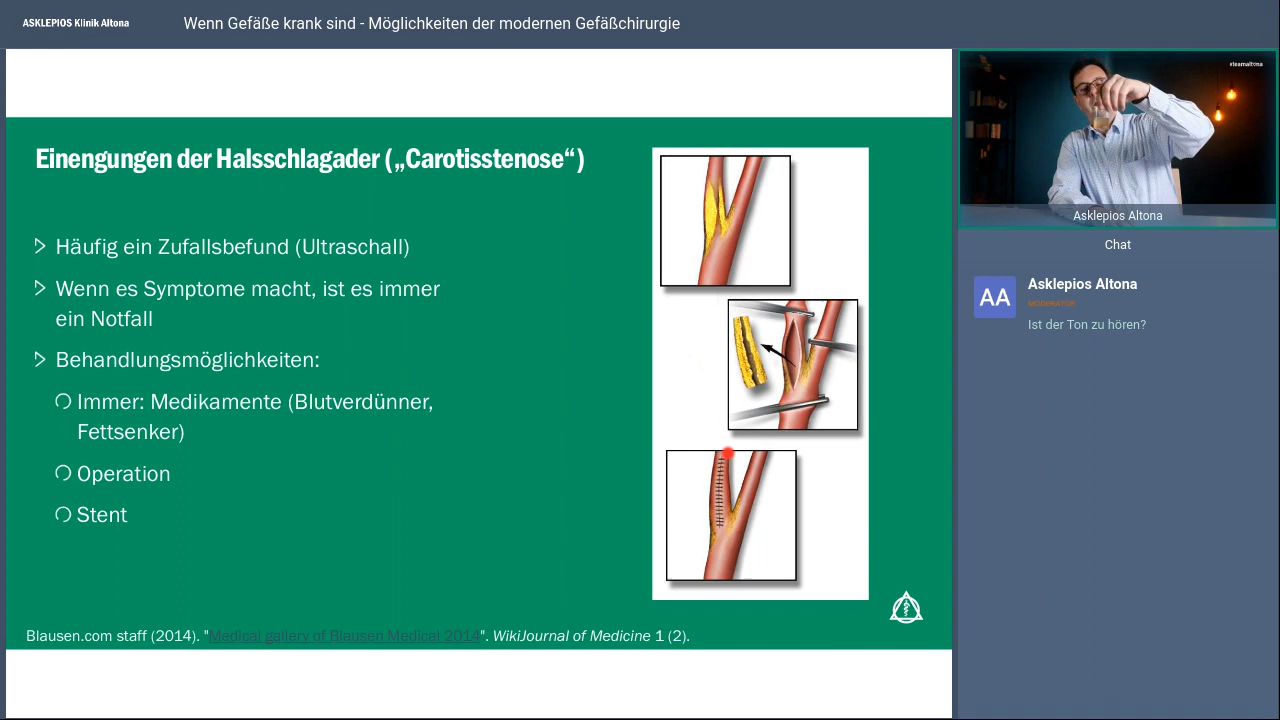 ASKLEPIOS Klinik Altona
Wenn Gefäße krank sind - Möglichkeiten der modernen Gefäßchirurgie
Einengungen der Halsschlagader („Carotisstenose“)
Häufig ein Zufallsbefund (Ultraschall)
Wenn es Symptome macht, ist es immer
ein Notfall
Behandlungsmöglichkeiten:
Immer: Medikamente (Blutverdünner,
Fettsenker)
Operation
Stent
Blausen.com staff (2014). "Medical gallery of Blausen Medical 2014". WikiJournal of Medicine 1 (2).
#teamaltona
Asklepios Altona
Chat
AA
Asklepios Altona
MODERATOR
Ist der Ton zu hören?